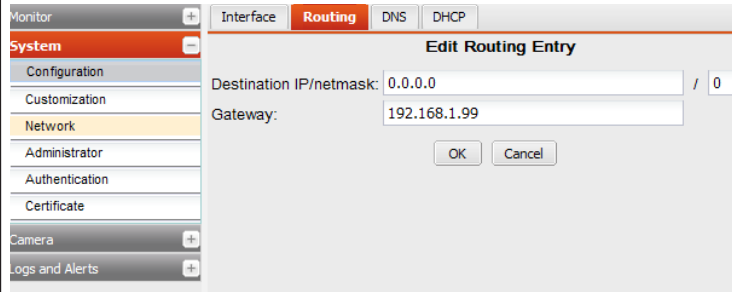 Monitor
System
Configuration
Customization
Network
Administrator
Authentication
Certificate
Camera
Logs and Alerts
Interface Routing DNS DHCP
Edit Routing Entry
Destination IP/netmask: 0.0.0.0 / 0
Gateway: 192.168.1.99
OK Cancel